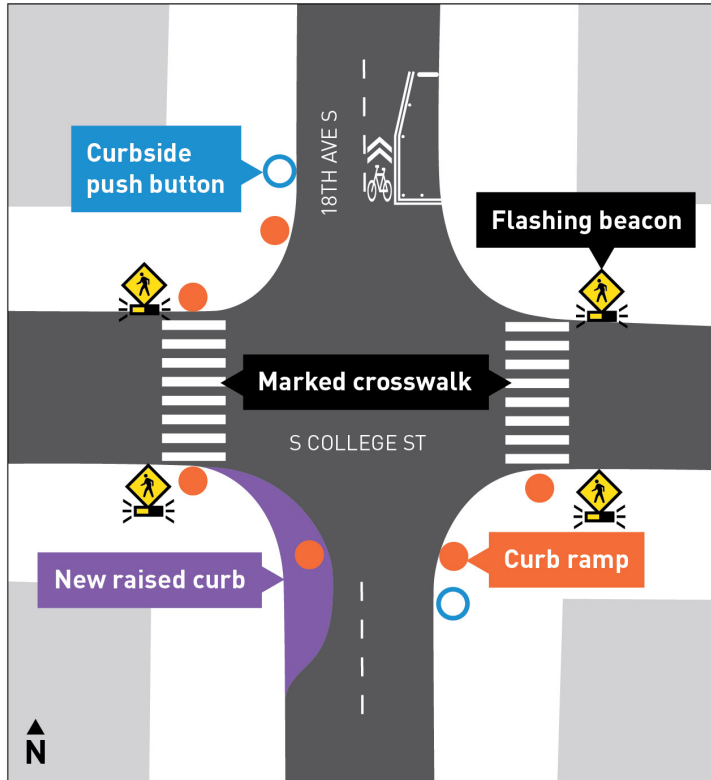 18TH AVE S
Curbside
push button
Flashing beacon
Marked crosswalk
S COLLEGE ST
New raised curb
Curb ramp
N